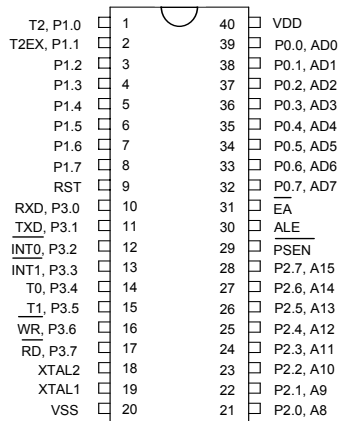 T2, P1.0 1 40 VDD
T2EX, P1.1 2 39 P0.0, AD0
P1.2 3 38 P0.1, AD1
P1.3 4 37 P0.2, AD2
P1.4 5 36 P0.3, AD3
P1.5 6 35 P0.4, AD4
P1.6 7 34 P0.5, AD5
P1.7 8 33 P0.6, AD6
RST 9 32 P0.7, AD7
RXD, P3.0 10 31 EA
TXD, P3.1 11 30 ALE
INT0, P3.2 12 29 PSEN
INT1, P3.3 13 28 P2.7, A15
T0, P3.4 14 27 P2.6, A14
T1, P3.5 15 26 P2.5, A13
WR, P3.6 16 25 P2.4, A12
RD, P3.7 17 24 P2.3, A11
XTAL2 18 23 P2.2, A10
XTAL1 19 22 P2.1, A9
VSS 20 21 P2.0, A8